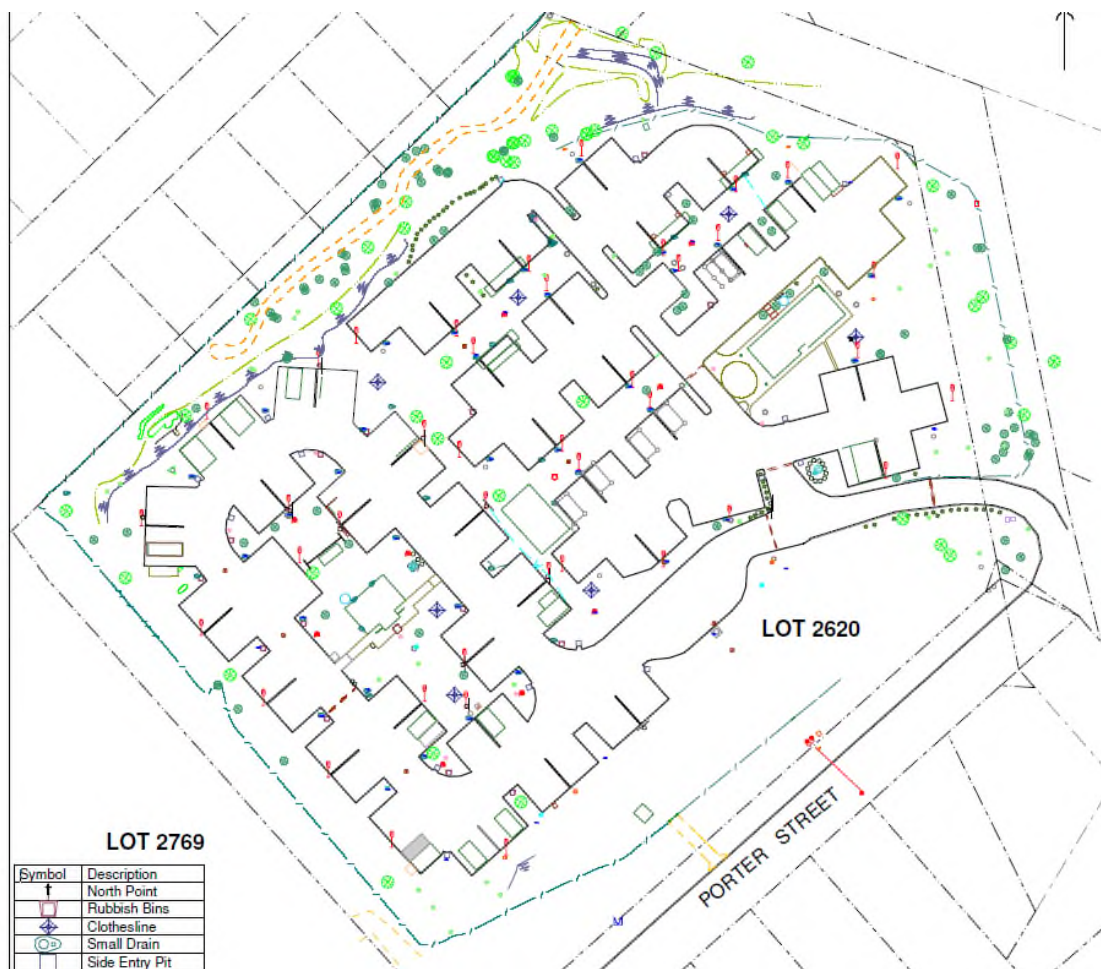 LOT 2620
PORTER STREET
LOT 2769
Symbol Description
North Point
Rubbish Bins
Clothesline
Small Drain
Side Entry Pit
M